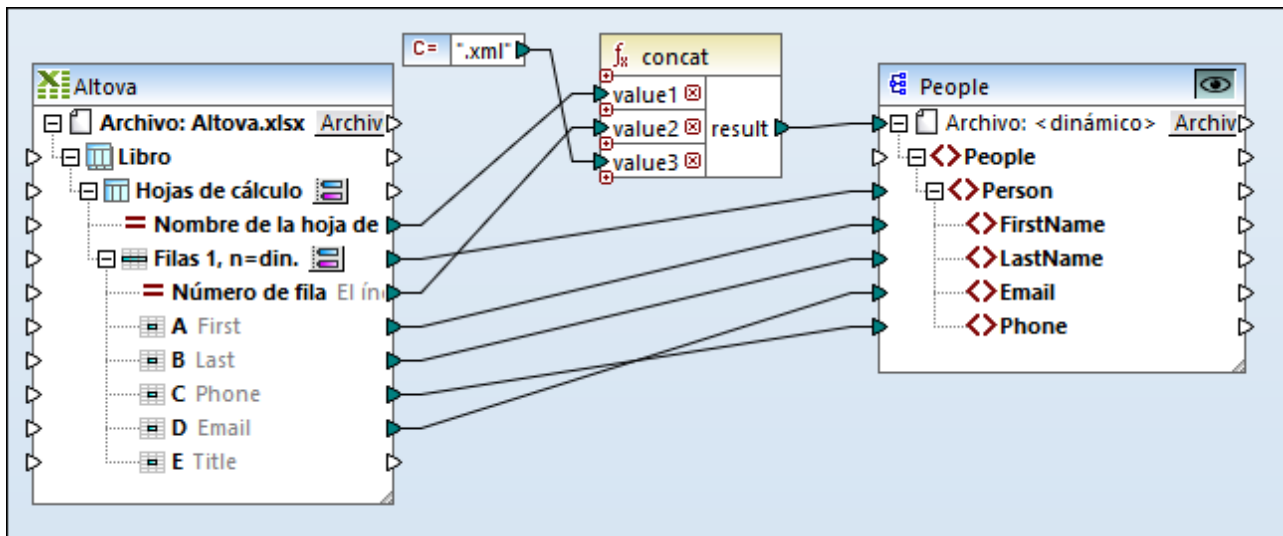 C= ".xml"
concat
value1
value2
value3
result
Altova
Archivo: Altova.xlsx Archiv
Libro
Hojas de cálculo
Nombre de la hoja de
Filas 1, n=din.
Número de fila El ín
A First
B Last
C Phone
D Email
E Title
People
Archivo: <dinámico> Archiv
People
Person
FirstName
LastName
Email
Phone